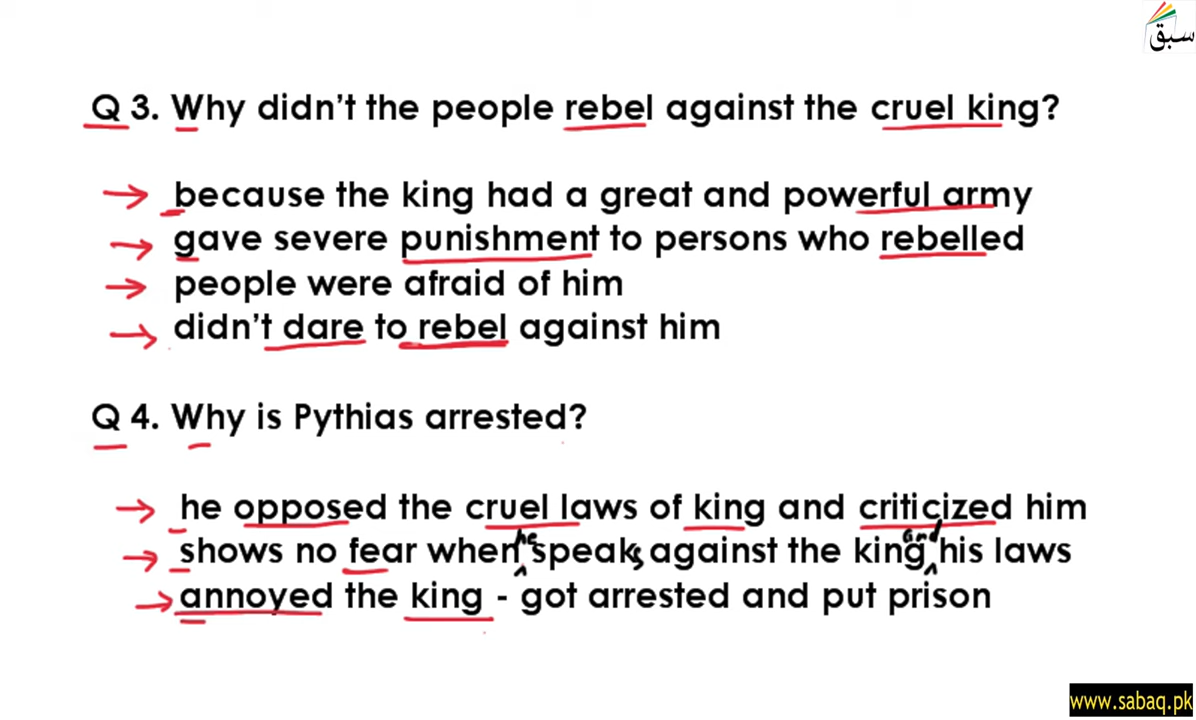 سبق
Q 3. Why didn't the people rebel against the cruel king?
because the king had a great and powerful army
gave severe punishment to persons who rebelled
people were afraid of him
didn't dare to rebel against him
Q 4. Why is Pythias arrested?
he opposed the cruel laws of king and criticized him
shows no fear when he speaks against the king and his laws
annoyed the king - got arrested and put prison
www.sabaq.pk